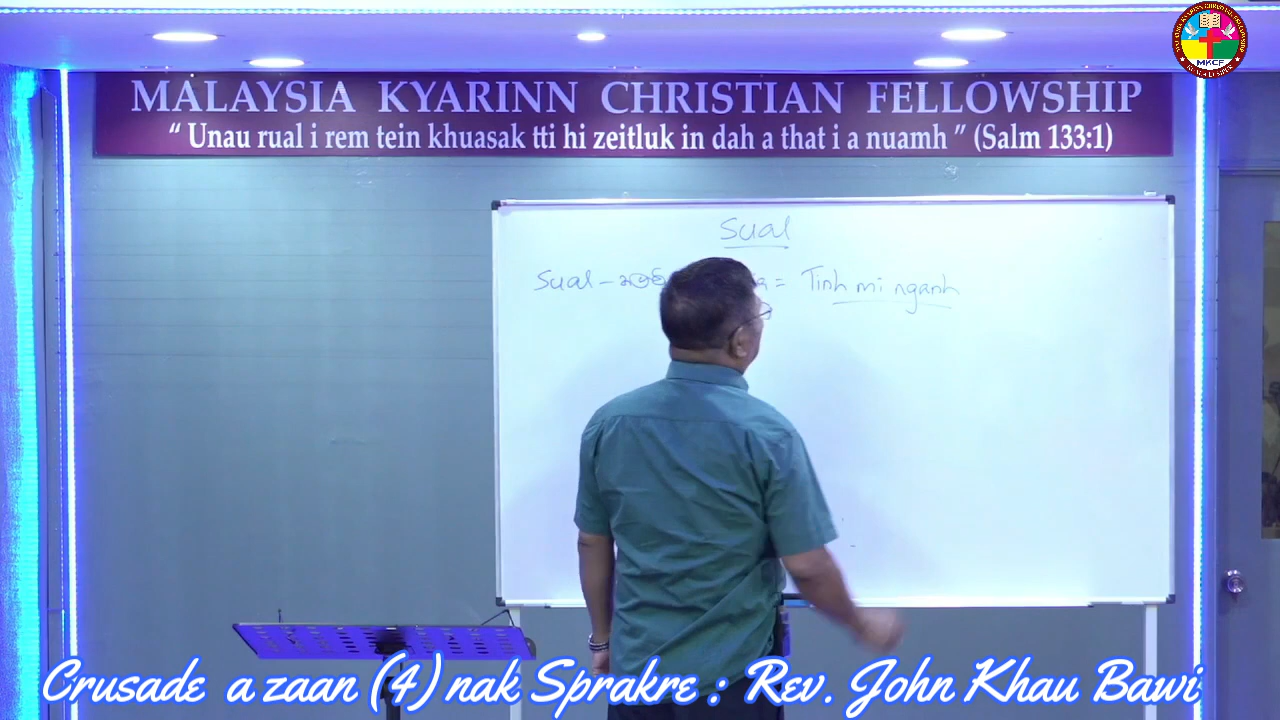 MALAYSIA KYARINN CHRISTIAN FELLOWSHIP
“ Unau rual i rem tein khuasak tti hi zeitluk in dah a that i a nuamh ” (Salm 133:1)
MKCF
Sual
Sual – = Tinh mi nganh
Crusade a zaan (4) nak Sprakre : Rev. John Khau Bawi